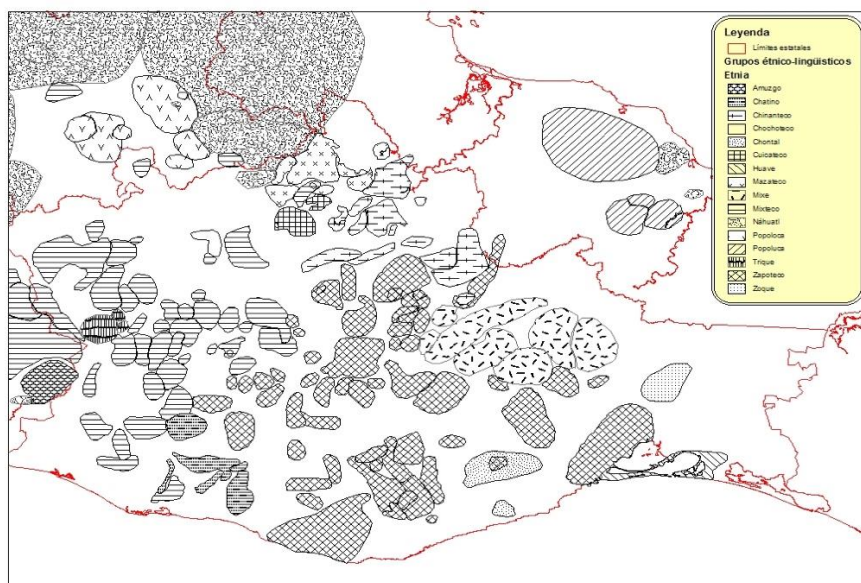 Leyenda
Límites estatales
Grupos étnico-lingüísticos
Etnia
Amuzgo
Chatino
Chinanteco
Chochoteco
Chontal
Cuicateco
Huave
Mazateco
Mixe
Mixteco
Náhuatl
Popoloca
Popoluca
Trique
Zapoteco
Zoque